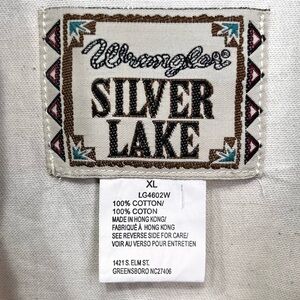 Wrangler
SILVER
LAKE
XL
LG4602W
100% COTTON/
100% COTON
MADE IN HONG KONG/
FABRIQUÉ À HONG KONG
SEE REVERSE SIDE FOR CARE/
VOIR AU VERSO POUR ENTRETIEN
1421 S. ELM ST.
GREENSBORO NC27406